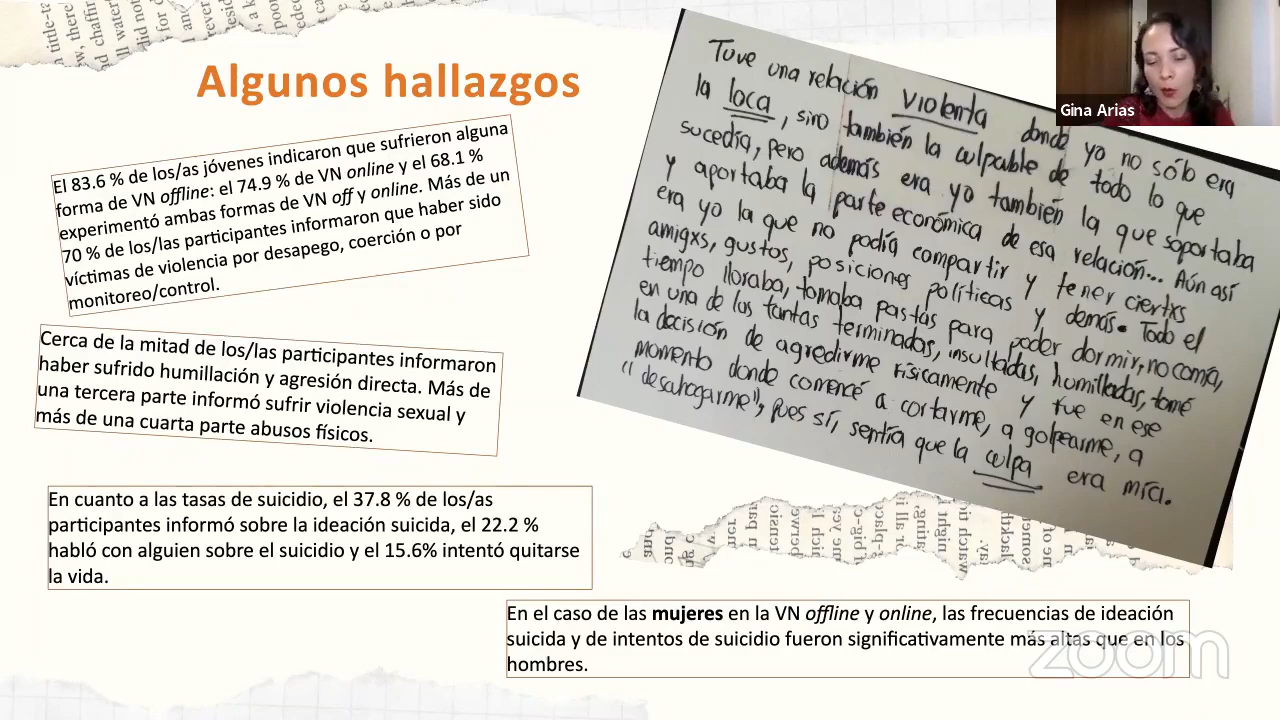 Algunos hallazgos
El 83.6 % de los/as jóvenes indicaron que sufrieron alguna
forma de VN offline: el 74.9 % de VN online y el 68.1 %
experimentó ambas formas de VN off y online. Más de un
70 % de los/las participantes informaron que haber sido
víctimas de violencia por desapego, coerción o por
monitoreo/control.
Cerca de la mitad de los/las participantes informaron
haber sufrido humillación y agresión directa. Más de
una tercera parte informó sufrir violencia sexual y
más de una cuarta parte abusos físicos.
En cuanto a las tasas de suicidio, el 37.8 % de los/as
participantes informó sobre la ideación suicida, el 22.2 %
habló con alguien sobre el suicidio y el 15.6% intentó quitarse
la vida.
En el caso de las mujeres en la VN offline y online, las frecuencias de ideación
suicida y de intentos de suicidio fueron significativamente más altas que en los
hombres.
Tuve una relación violenta donde yo no sólo era
la loca, sino también la culpable de todo lo que
sucedía, pero además era yo también la que soportaba
y aportaba la parte económica de esa relación... Aún así
era yo la que no podía compartir y tener ciertxs
amigxs, gustos, posiciones políticas y demás. Todo el
tiempo lloraba, tomaba pastas para poder dormir, no comía,
en una de las tantas terminadas, insultadas, humilladas, tomé
la decisión de agredirme físicamente y fue en ese
momento donde comencé a cortarme, a golpearme, a
"desahogarme", pues sí, sentía que la culpa era mía.
Gina Arias
zoom